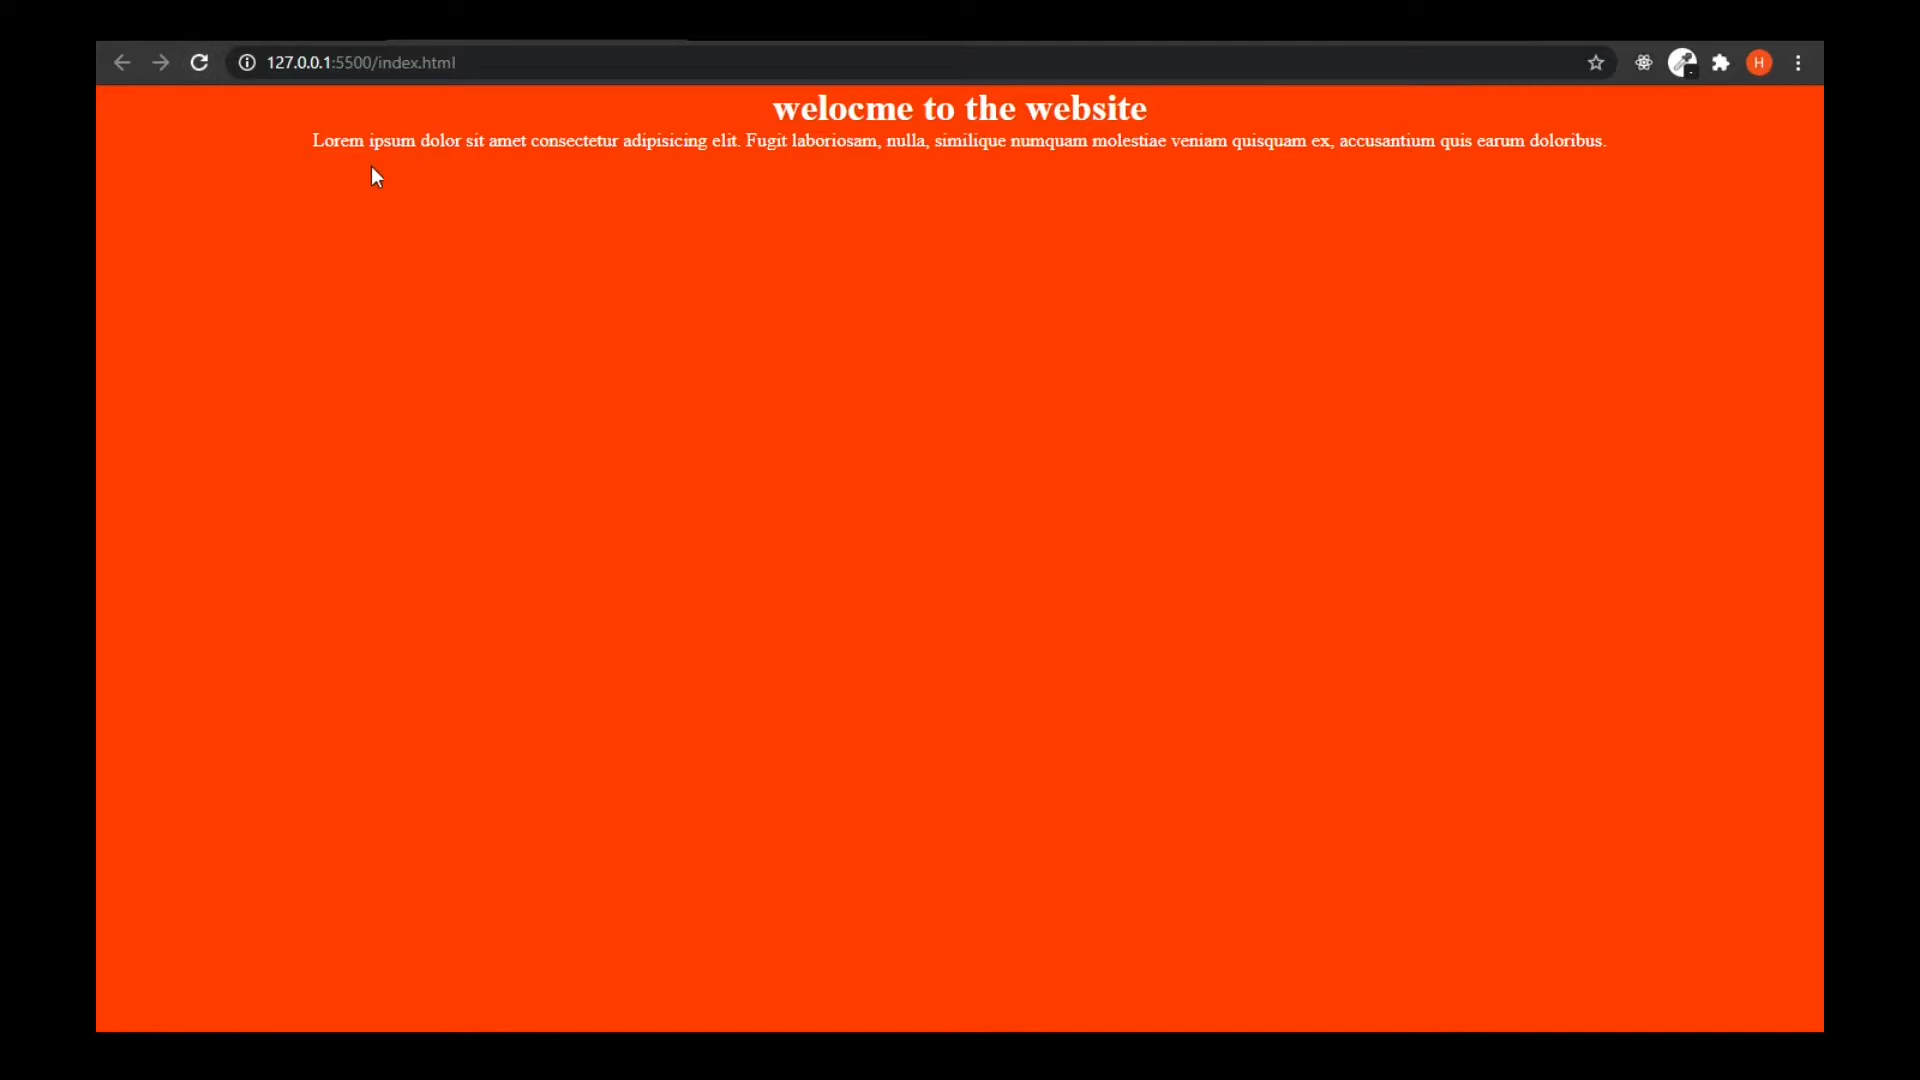 127.0.0.1:5500/index.html
H
welocme to the website
Lorem ipsum dolor sit amet consectetur adipisicing elit. Fugit laboriosam, nulla, similique numquam molestiae veniam quisquam ex, accusantium quis earum doloribus.